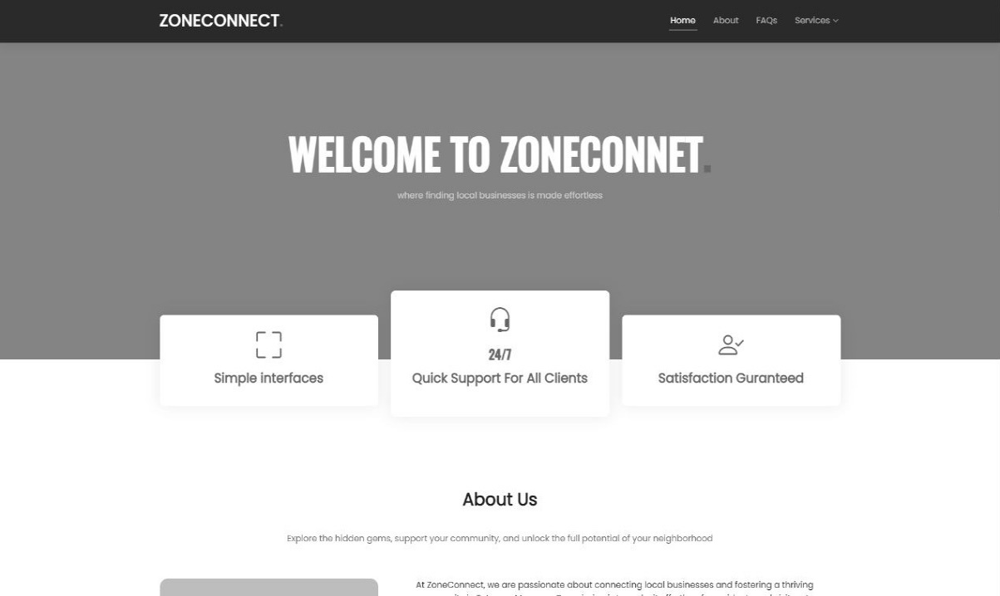 ZONECONNECT.
Home About FAQs Services
WELCOME TO ZONECONNET.
where finding local businesses is made effortless
Simple interfaces
24/7
Quick Support For All Clients
Satisfaction Guranteed
About Us
Explore the hidden gems, support your community, and unlock the full potential of your neighborhood
At ZoneConnect, we are passionate about connecting local businesses and fostering a thriving